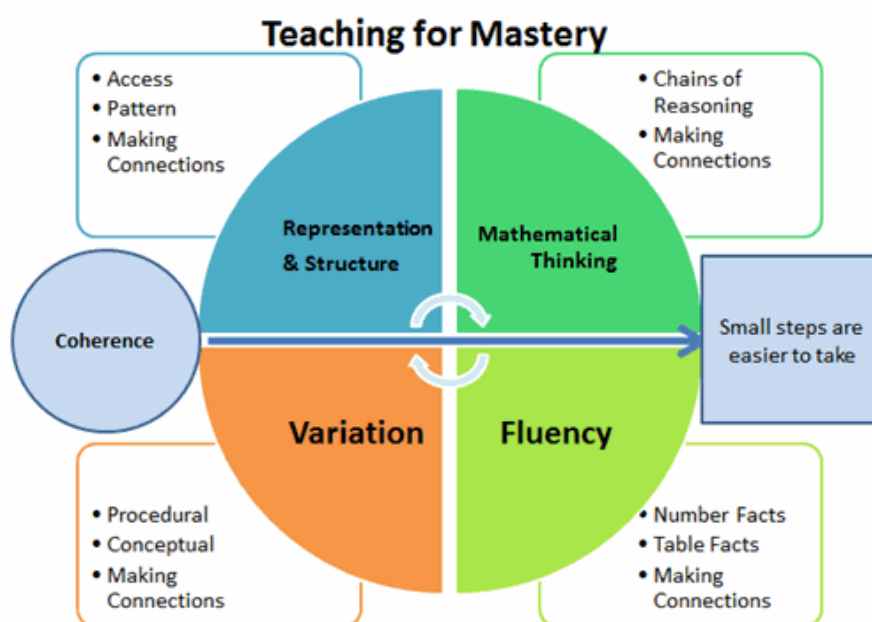 Teaching for Mastery
• Access
• Pattern
• Making
Connections
• Chains of
Reasoning
• Making
Connections
Representation
& Structure
Mathematical
Thinking
Coherence
Small steps are
easier to take
Variation
Fluency
• Procedural
• Conceptual
• Making
Connections
• Number Facts
• Table Facts
• Making
Connections